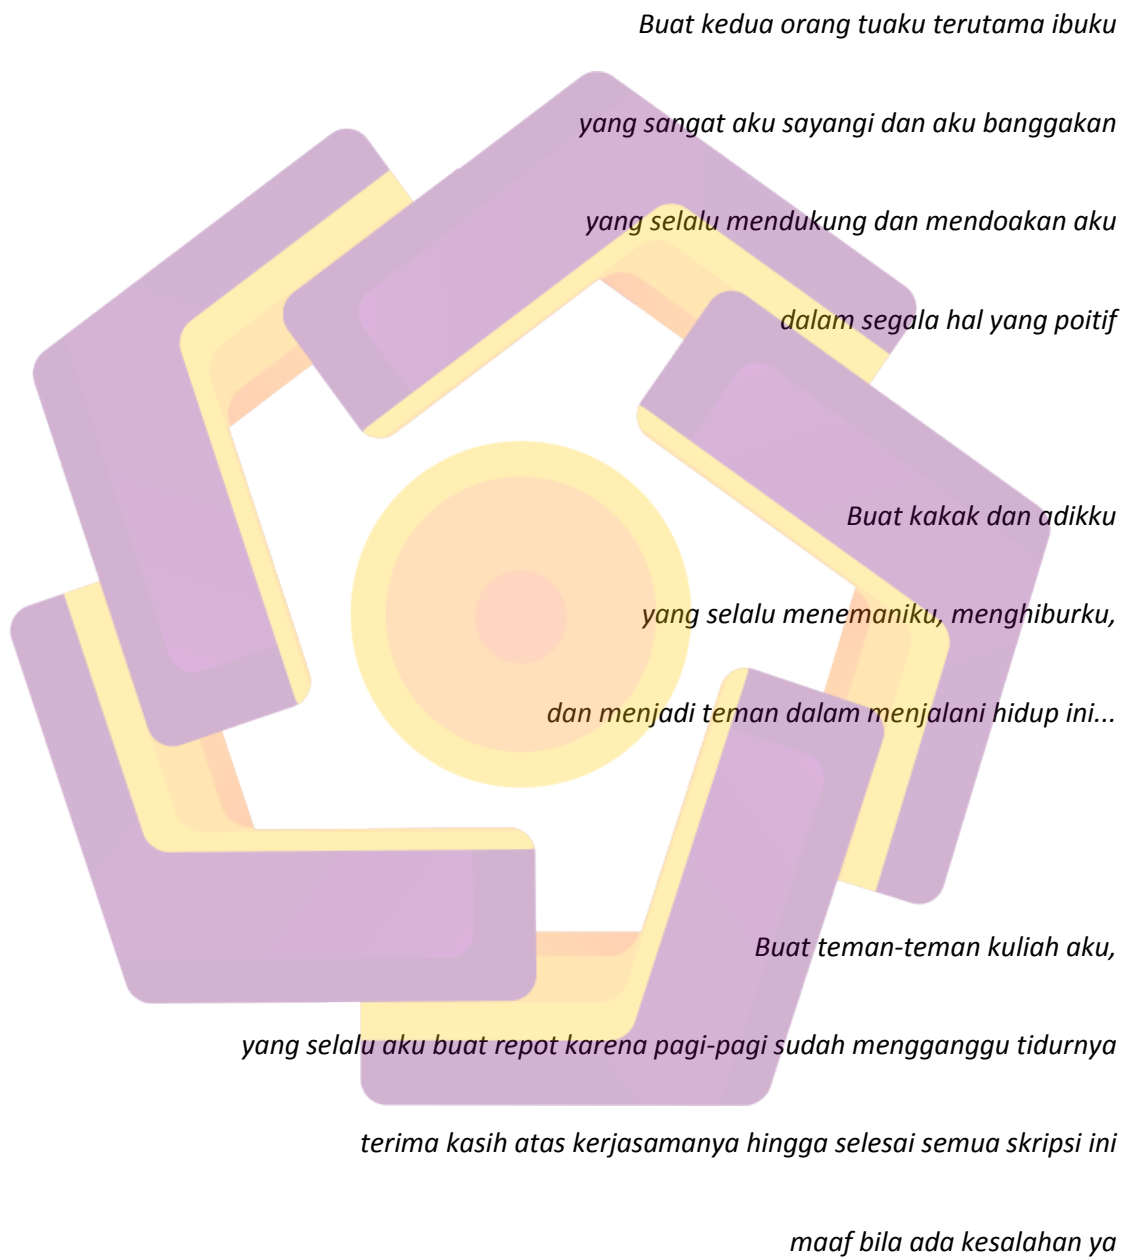 Buat kedua orang tuaku terutama ibuku
yang sangat aku sayangi dan aku banggakan
yang selalu mendukung dan mendoakan aku
dalam segala hal yang poitif
Buat kakak dan adikku
yang selalu menemaniku, menghiburku,
dan menjadi teman dalam menjalani hidup ini...
Buat teman-teman kuliah aku,
yang selalu aku buat repot karena pagi-pagi sudah mengganggu tidurnya
terima kasih atas kerjasamanya hingga selesai semua skripsi ini
maaf bila ada kesalahan ya